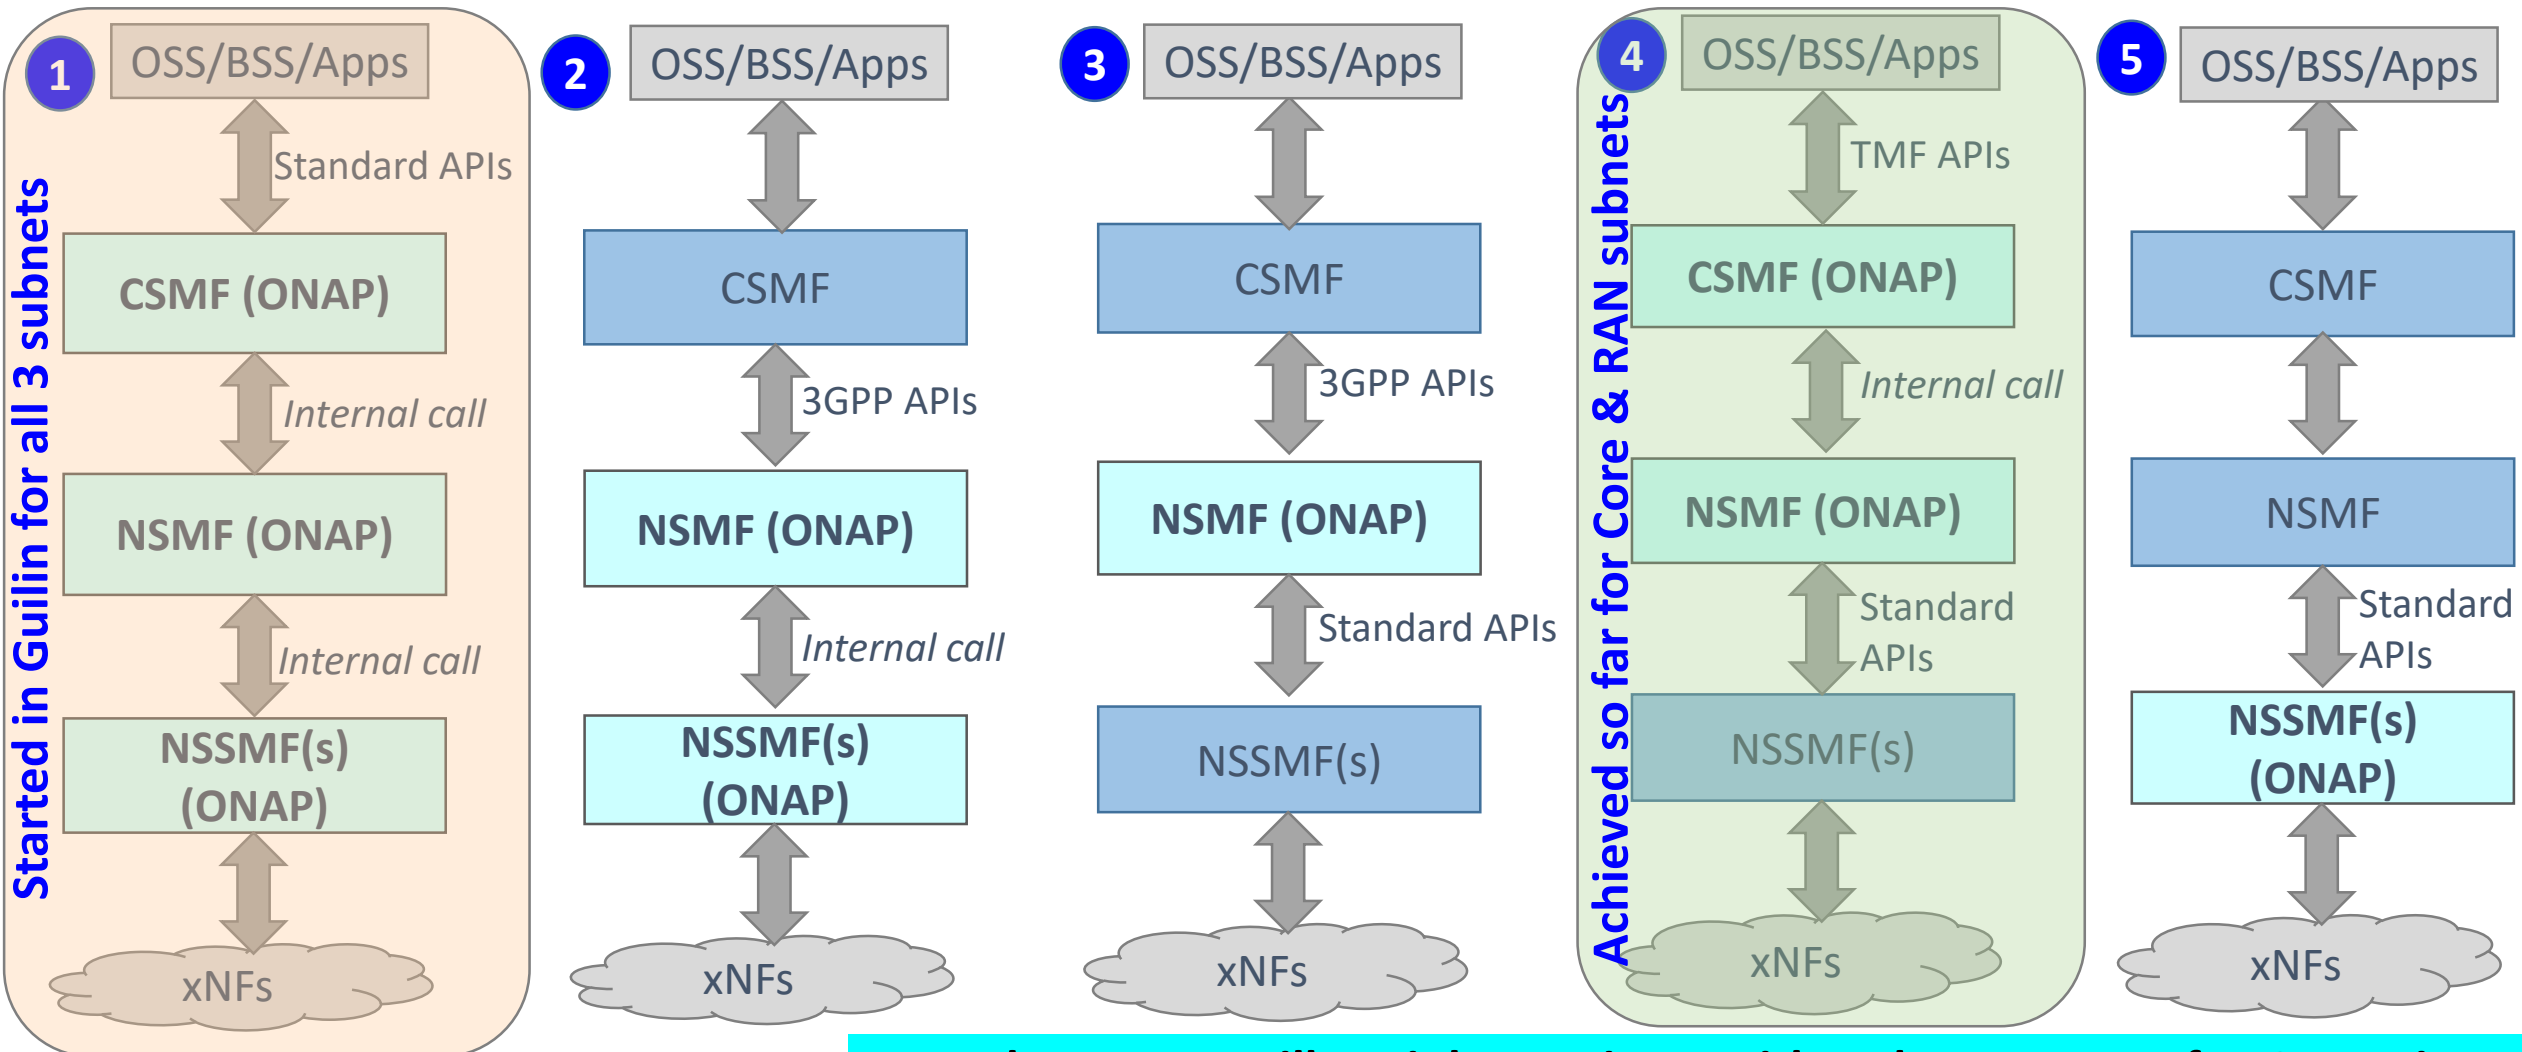 1
OSS/BSS/Apps
Standard APIs
CSMF (ONAP)
Internal call
NSMF (ONAP)
Internal call
NSSMF(s)
(ONAP)
xNFs
Started in Guilin for all 3 subnets
2
OSS/BSS/Apps
CSMF
3GPP APIs
NSMF (ONAP)
Internal call
NSSMF(s)
(ONAP)
xNFs
3
OSS/BSS/Apps
CSMF
3GPP APIs
NSMF (ONAP)
Standard APIs
NSSMF(s)
xNFs
4
OSS/BSS/Apps
TMF APIs
CSMF (ONAP)
Internal call
NSMF (ONAP)
Standard
APIs
NSSMF(s)
xNFs
Achieved so far for Core & RAN subnets
5
OSS/BSS/Apps
CSMF
NSMF
Standard
APIs
NSSMF(s)
(ONAP)
xNFs